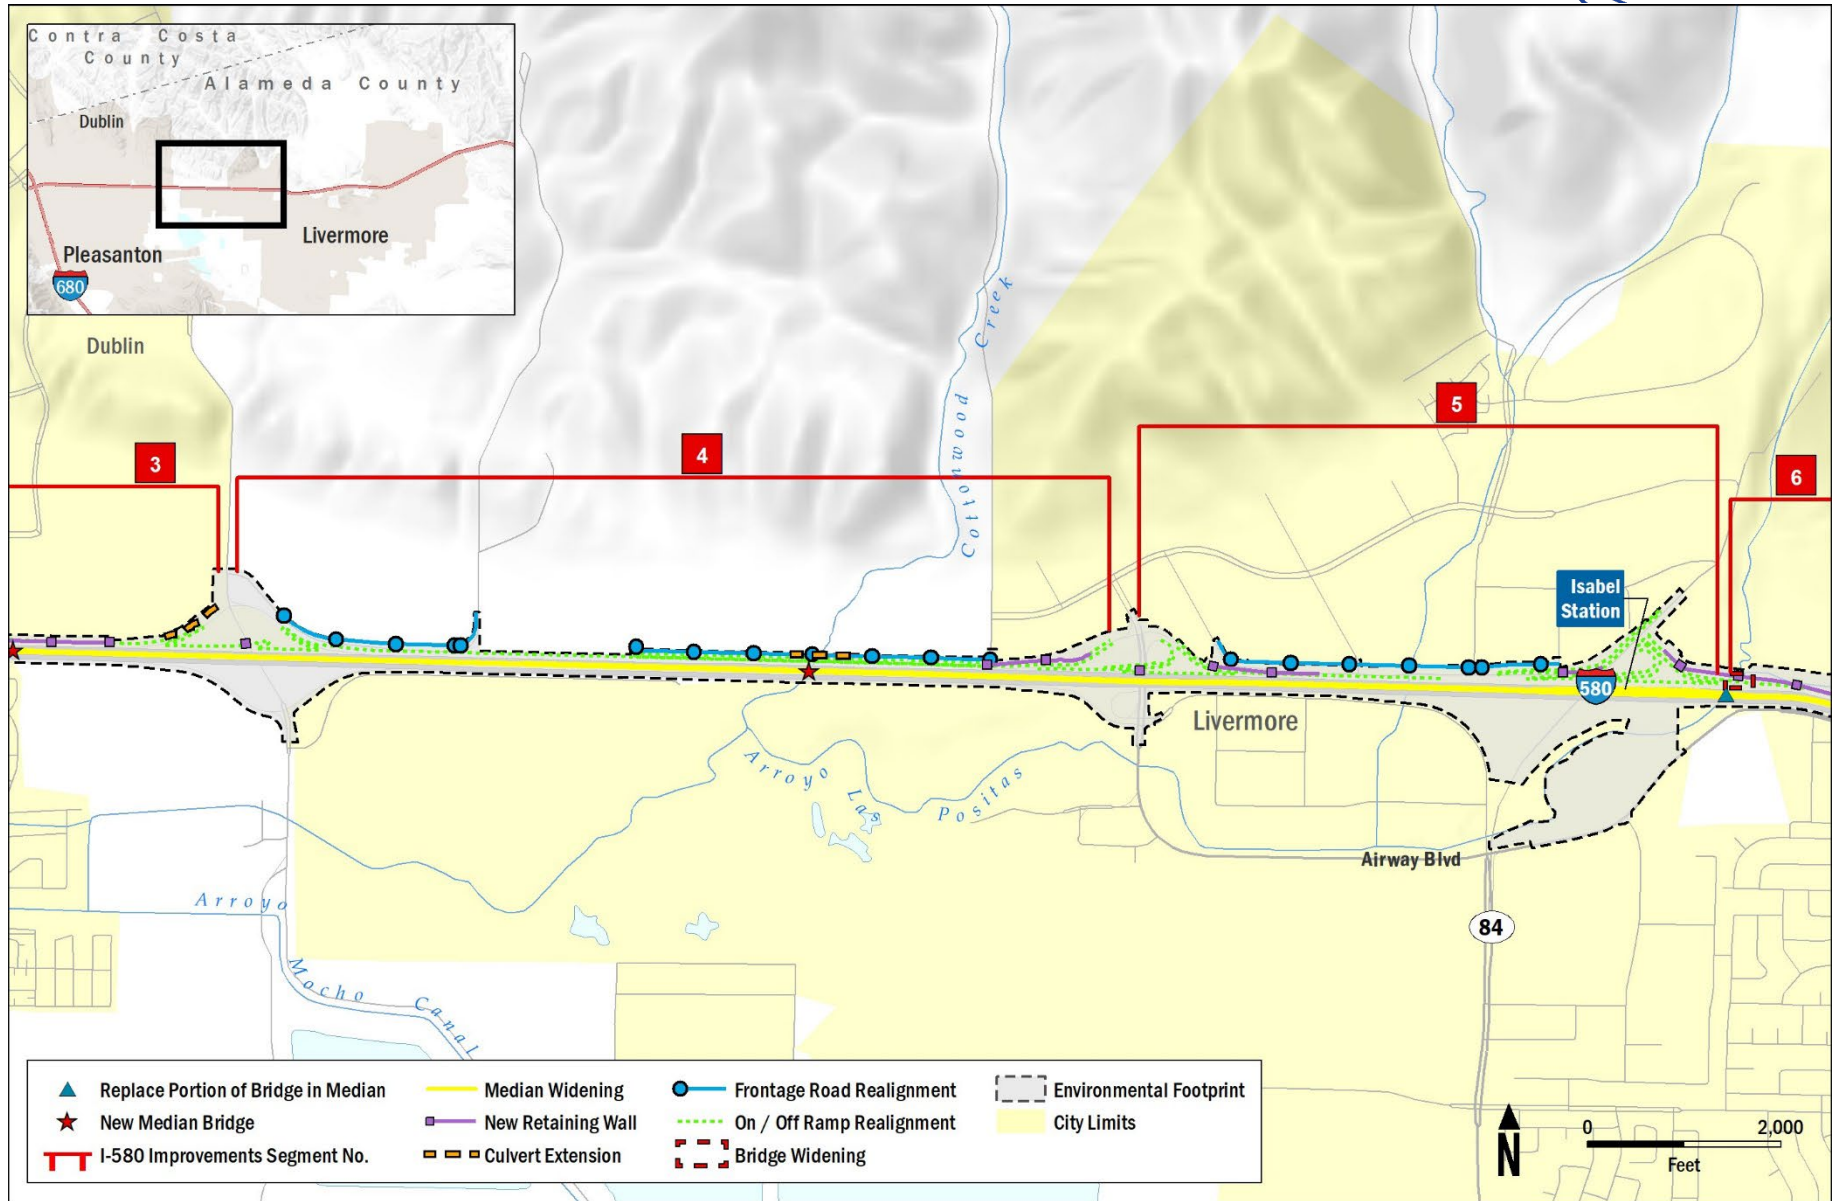 Contra Costa
County
Alameda County
Dublin
Livermore
Pleasanton
680
Dublin
Cottonwood Creek
3
4
5
6
Isabel
Station
580
Livermore
Arroyo Las Positas
Airway Blvd
84
Arroyo Mocho Canal
Replace Portion of Bridge in Median
New Median Bridge
I-580 Improvements Segment No.
Median Widening
New Retaining Wall
Culvert Extension
Frontage Road Realignment
On / Off Ramp Realignment
Bridge Widening
Environmental Footprint
City Limits
N
0 2,000
Feet